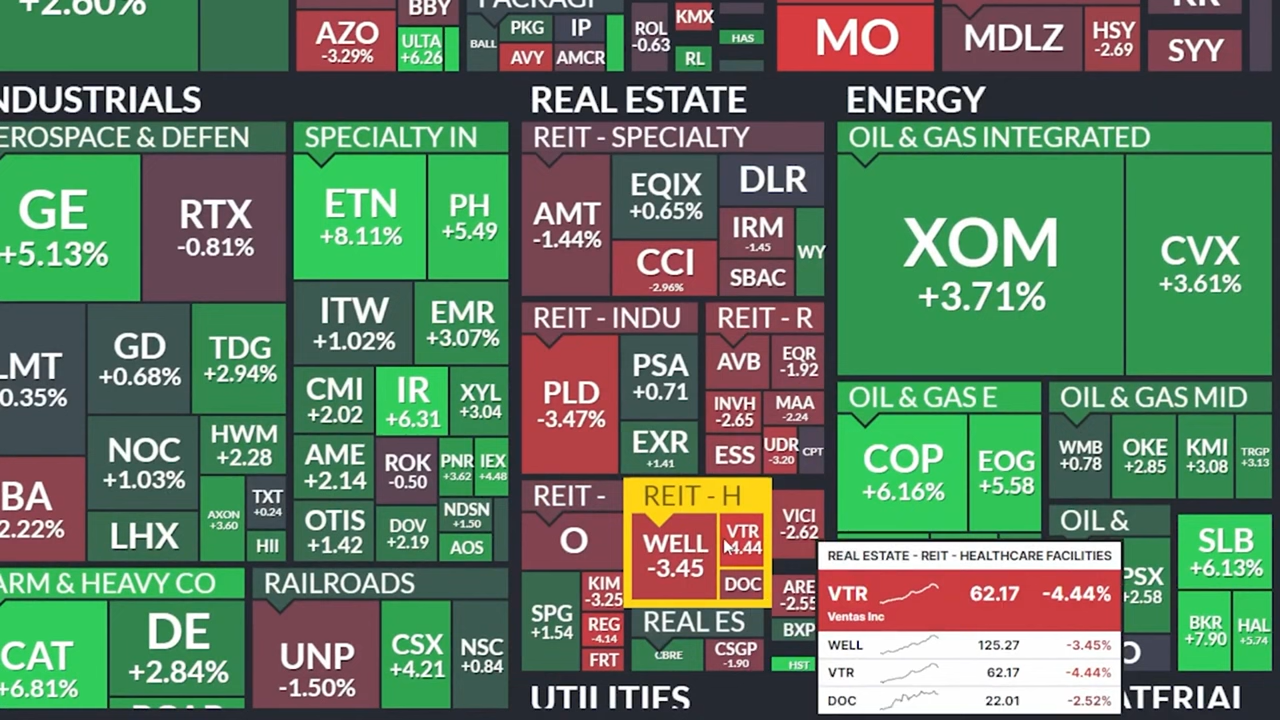 +2.60%
AZO
-3.29%
BBY
ULTA
+6.26
BALL
PKG
IP
AVY
AMCR
ROL
-0.63
KMX
RL
HAS
MO
MDLZ
HSY
-2.69
SYY
NDUSTRIALS
EROSPACE & DEFEN
GE
+5.13%
RTX
-0.81%
LMT
0.35%
GD
+0.68%
TDG
+2.94%
NOC
+1.03%
HWM
+2.28
BA
2.22%
LHX
AXON
+3.60
TXT
+0.24
HII
SPECIALTY IN
ETN
+8.11%
PH
+5.49
ITW
+1.02%
EMR
+3.07%
CMI
+2.02
IR
+6.31
XYL
+3.04
AME
+2.14
ROK
-0.50
PNR
+3.62
IEX
+4.48
OTIS
+1.42
DOV
+2.19
NDSN
+1.50
AOS
ARM & HEAVY CO
CAT
+6.81%
DE
+2.84%
RAILROADS
UNP
-1.50%
CSX
+4.21
NSC
+0.84
REAL ESTATE
REIT - SPECIALTY
AMT
-1.44%
EQIX
+0.65%
DLR
CCI
-2.96%
IRM
-1.45
SBAC
WY
REIT - INDU
PLD
-3.47%
PSA
+0.71
EXR
+1.41
REIT - R
AVB
EQR
-1.92
INVH
-2.65
MAA
-2.24
ESS
UDR
-3.20
CPT
REIT -
O
REIT - H
WELL
-3.45
VTR
-4.44
DOC
VICI
-2.62
SPG
+1.54
KIM
-3.25
REG
-4.14
FRT
REAL ES
CBRE
CSGP
-1.90
ARE
-2.55
BXP
HST
UTILITIES
ENERGY
OIL & GAS INTEGRATED
XOM
+3.71%
CVX
+3.61%
OIL & GAS E
COP
+6.16%
EOG
+5.58
OIL & GAS MID
WMB
+0.78
OKE
+2.85
KMI
+3.08
TRGP
+3.13
OIL &
PSX
+2.58
SLB
+6.13%
BKR
+7.90
HAL
+5.74
O
REAL ESTATE - REIT - HEALTHCARE FACILITIES
VTR 62.17 -4.44%
Ventas Inc
WELL 125.27 -3.45%
VTR 62.17 -4.44%
DOC 22.01 -2.52%
ATERIAL